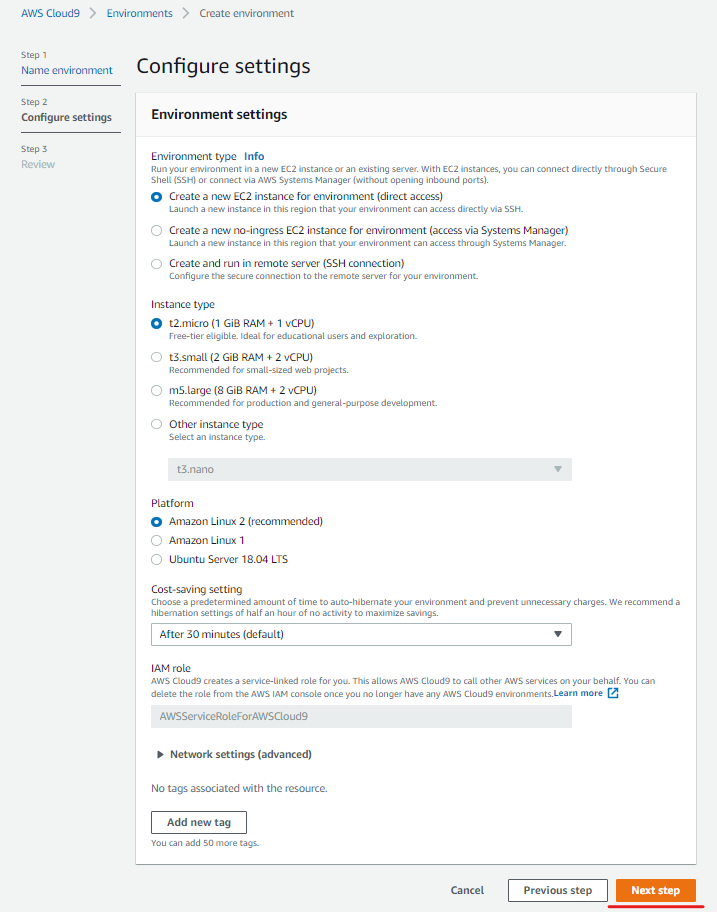 AWS Cloud9 > Environments > Create environment
Step 1
Name environment
Step 2
Configure settings
Step 3
Review
Configure settings
Environment settings
Environment type Info
Run your environment in a new EC2 instance or an existing server. With EC2 instances, you can connect directly through Secure
Shell (SSH) or connect via AWS Systems Manager (without opening inbound ports).
Create a new EC2 instance for environment (direct access)
Launch a new instance in this region that your environment can access directly via SSH.
Create a new no-ingress EC2 instance for environment (access via Systems Manager)
Launch a new instance in this region that your environment can access through Systems Manager.
Create and run in remote server (SSH connection)
Configure the secure connection to the remote server for your environment.
Instance type
t2.micro (1 GiB RAM + 1 vCPU)
Free-tier eligible. Ideal for educational users and exploration.
t3.small (2 GiB RAM + 2 vCPU)
Recommended for small-sized web projects.
m5.large (8 GiB RAM + 2 vCPU)
Recommended for production and general-purpose development.
Other instance type
Select an instance type.
t3.nano
Platform
Amazon Linux 2 (recommended)
Amazon Linux 1
Ubuntu Server 18.04 LTS
Cost-saving setting
Choose a predetermined amount of time to auto-hibernate your environment and prevent unnecessary charges. We recommend a
hibernation settings of half an hour of no activity to maximize savings.
After 30 minutes (default)
IAM role
AWS Cloud9 creates a service-linked role for you. This allows AWS Cloud9 to call other AWS services on your behalf. You can
delete the role from the AWS IAM console once you no longer have any AWS Cloud9 environments.Learn more
AWSServiceRoleForAWSCloud9
Network settings (advanced)
No tags associated with the resource.
Add new tag
You can add 50 more tags.
Cancel Previous step Next step